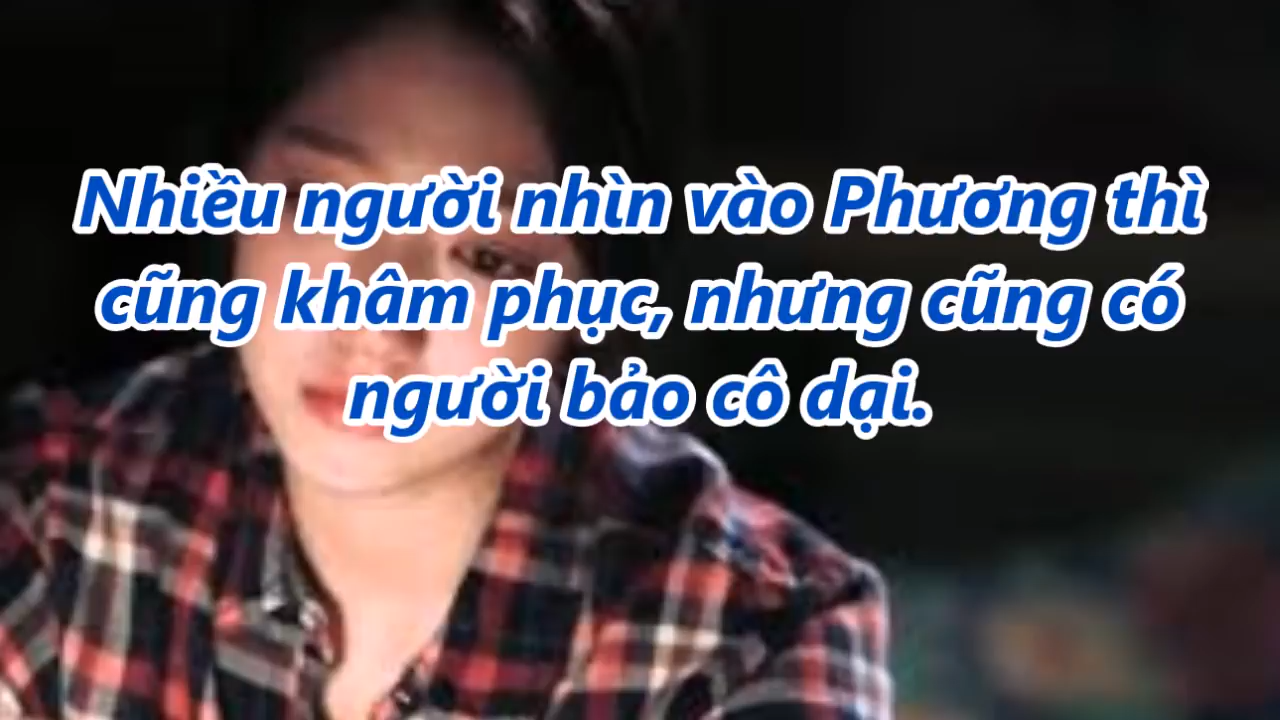 Nhiều người nhìn vào Phương thì
cũng khâm phục, nhưng cũng có
người bảo cô dại.